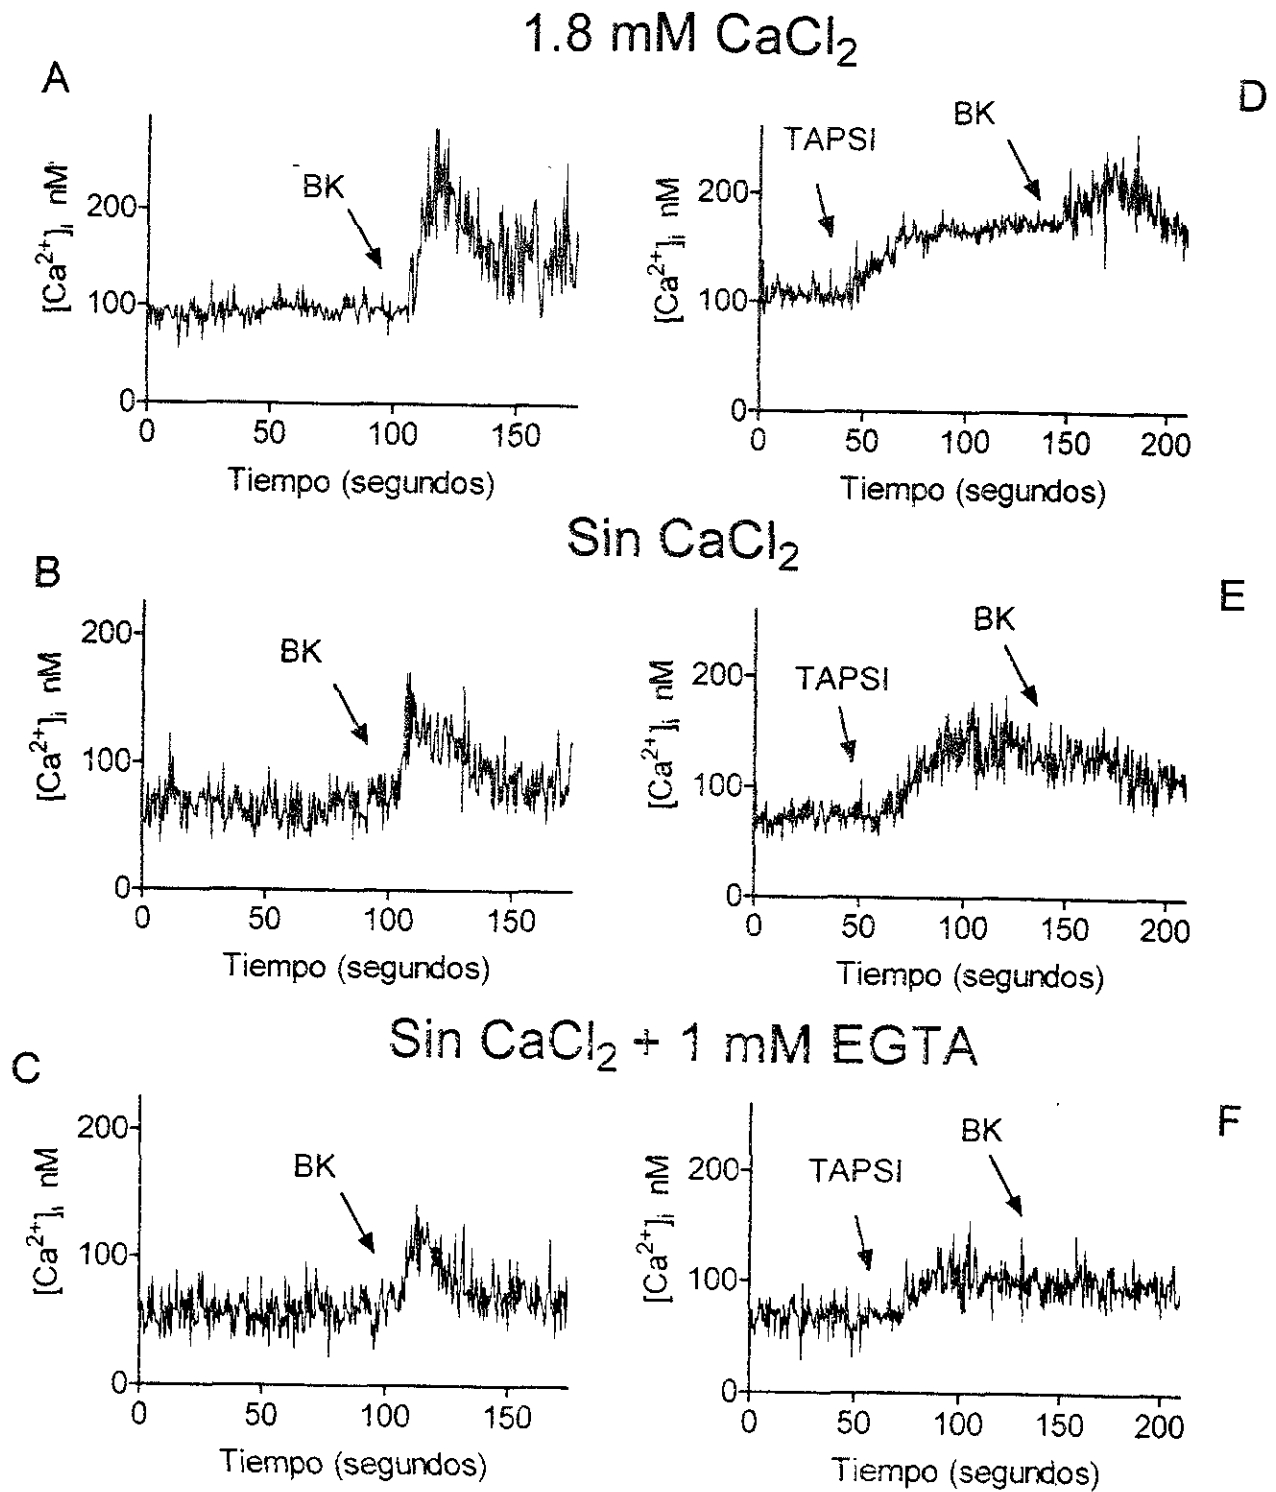 1.8 mM CaCl2
A
BK
[Ca2+]i nM
200
100
0
0 50 100 150
Tiempo (segundos)
D
TAPSI
BK
[Ca2+]i nM
200
100
0
0 50 100 150 200
Tiempo (segundos)
Sin CaCl2
B
BK
[Ca2+]i nM
200
100
0
0 50 100 150
Tiempo (segundos)
E
TAPSI
BK
[Ca2+]i nM
200
100
0
0 50 100 150 200
Tiempo (segundos)
Sin CaCl2 + 1 mM EGTA
C
BK
[Ca2+]i nM
200
100
0
0 50 100 150
Tiempo (segundos)
F
TAPSI
BK
[Ca2+]i nM
200
100
0
0 50 100 150 200
Tiempo (segundos)